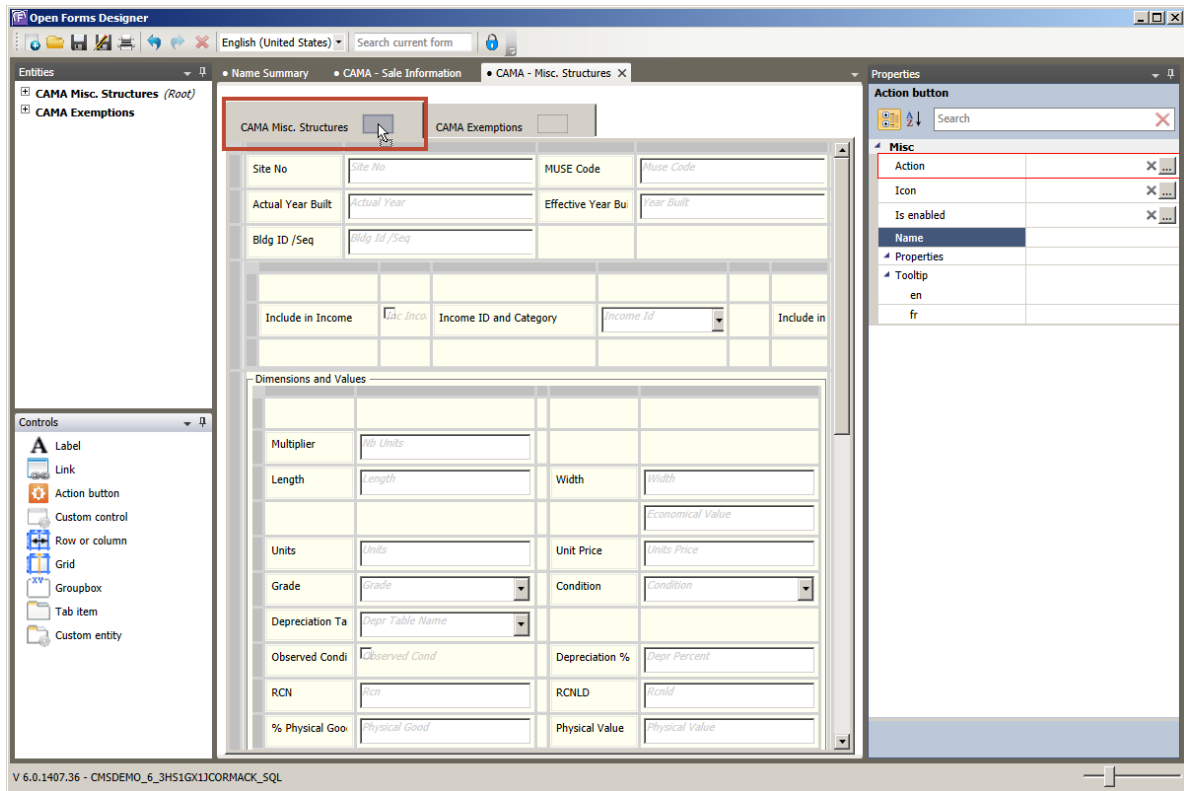 Open Forms Designer
English (United States)
Search current form
Entities
CAMA Misc. Structures (Root)
CAMA Exemptions
Controls
Label
Link
Action button
Custom control
Row or column
Grid
XY
Groupbox
Tab item
Custom entity
• Name Summary
• CAMA - Sale Information
• CAMA - Misc. Structures
CAMA Misc. Structures
CAMA Exemptions
Site No
Site No
MUSE Code
Muse Code
Actual Year Built
Actual Year
Effective Year Bui
Year Built
Bldg ID /Seq
Bldg Id /Seq
Include in Income
Inc Inco
Income ID and Category
Income Id
Include in
Dimensions and Values
Multiplier
Nb Units
Length
Length
Width
Width
Economical Value
Units
Units
Unit Price
Units Price
Grade
Grade
Condition
Condition
Depreciation Ta
Depr Table Name
Observed Condi
Observed Cond
Depreciation %
Depr Percent
RCN
Rcn
RCNLD
Rcnld
% Physical Goo
Physical Good
Physical Value
Physical Value
Properties
Action button
Search
Misc
Action
...
Icon
...
Is enabled
...
Name
Properties
Tooltip
en
fr
V 6.0.1407.36 - CMSDEMO_6_3HS1GX1JCORMACK_SQL